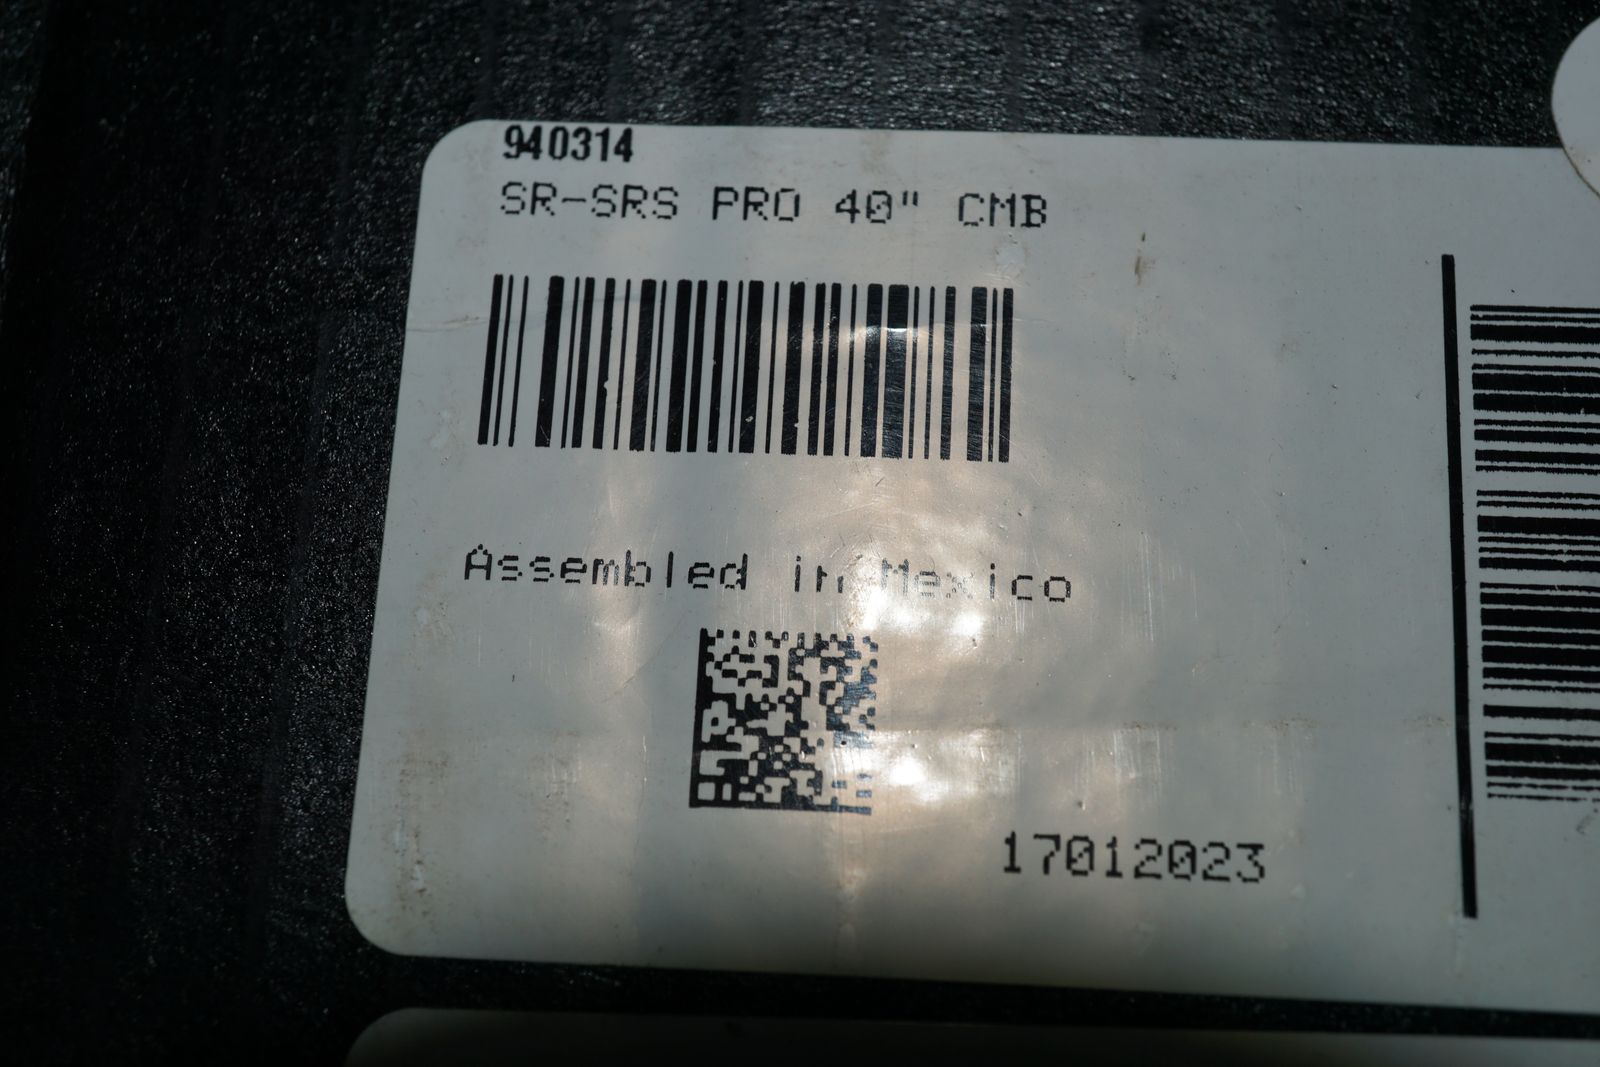 940314
SR-SRS PRO 40" CMB
Assembled in Mexico
17012023